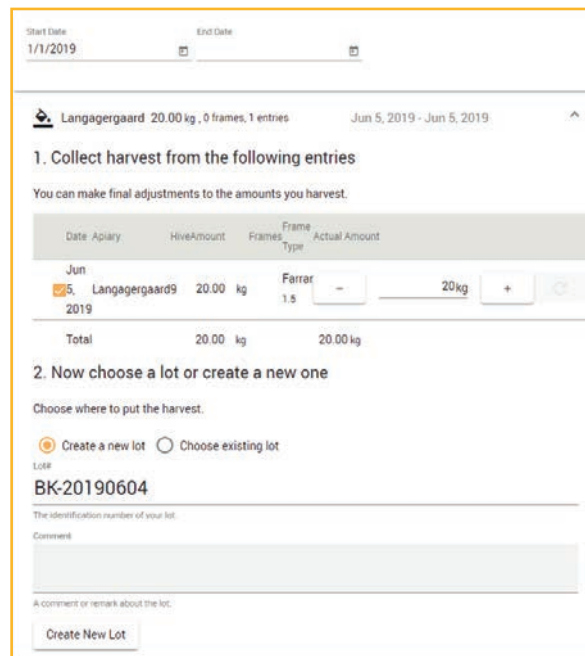 Start Date End Date
1/1/2019
Langagergaard 20.00 kg , 0 frames, 1 entries Jun 5, 2019 - Jun 5, 2019
1. Collect harvest from the following entries
You can make final adjustments to the amounts you harvest.
Date Apiary Hive Amount Frames Frame Type Actual Amount
Jun 5, 2019 Langagergaard 9 20.00 kg Farrar 1.5 − 20 kg +
Total 20.00 kg 20.00 kg
2. Now choose a lot or create a new one
Choose where to put the harvest.
Create a new lot Choose existing lot
Lot#
BK-20190604
The identification number of your lot.
Comment
A comment or remark about the lot.
Create New Lot